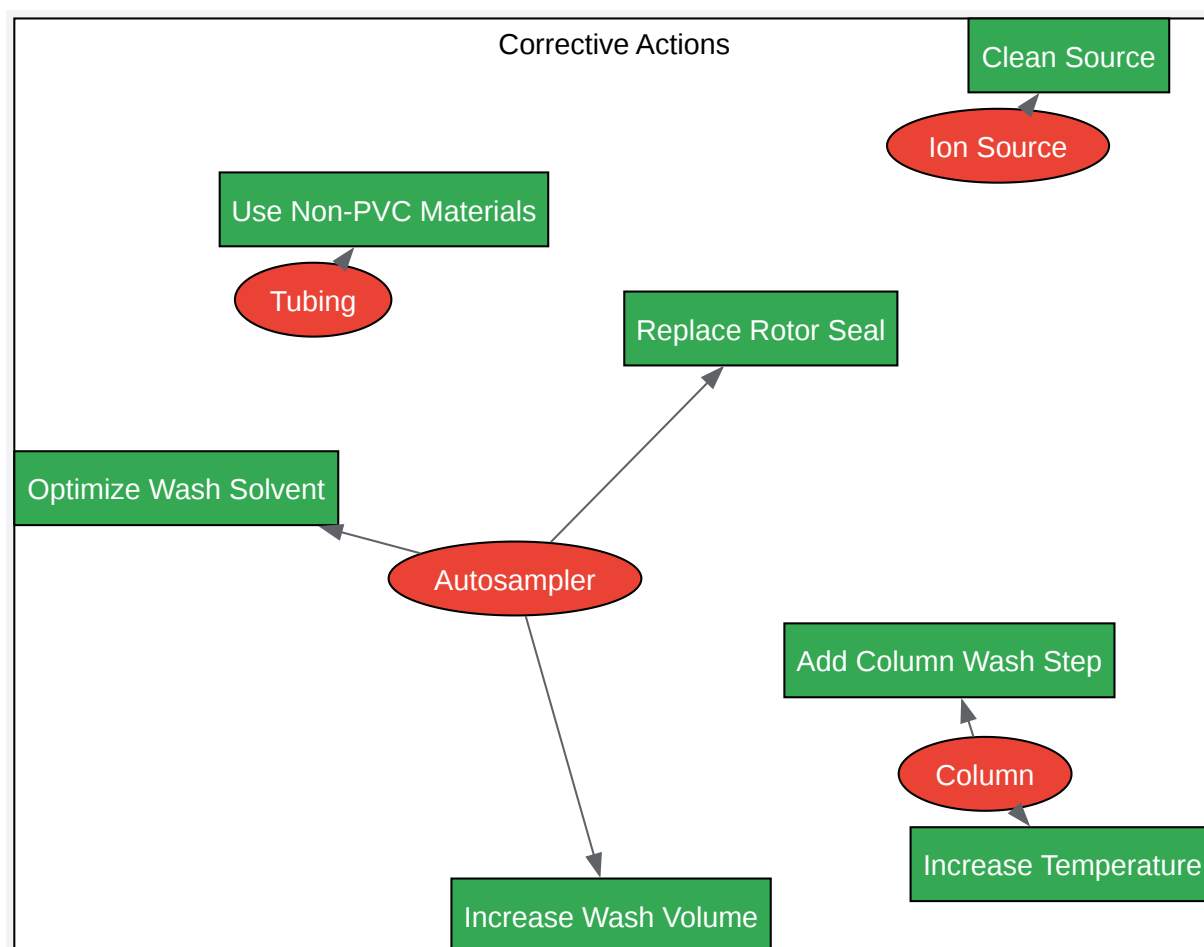 Corrective Actions
Clean Source
Ion Source
Use Non-PVC Materials
Tubing
Replace Rotor Seal
Optimize Wash Solvent
Autosampler
Add Column Wash Step
Column
Increase Temperature
Increase Wash Volume